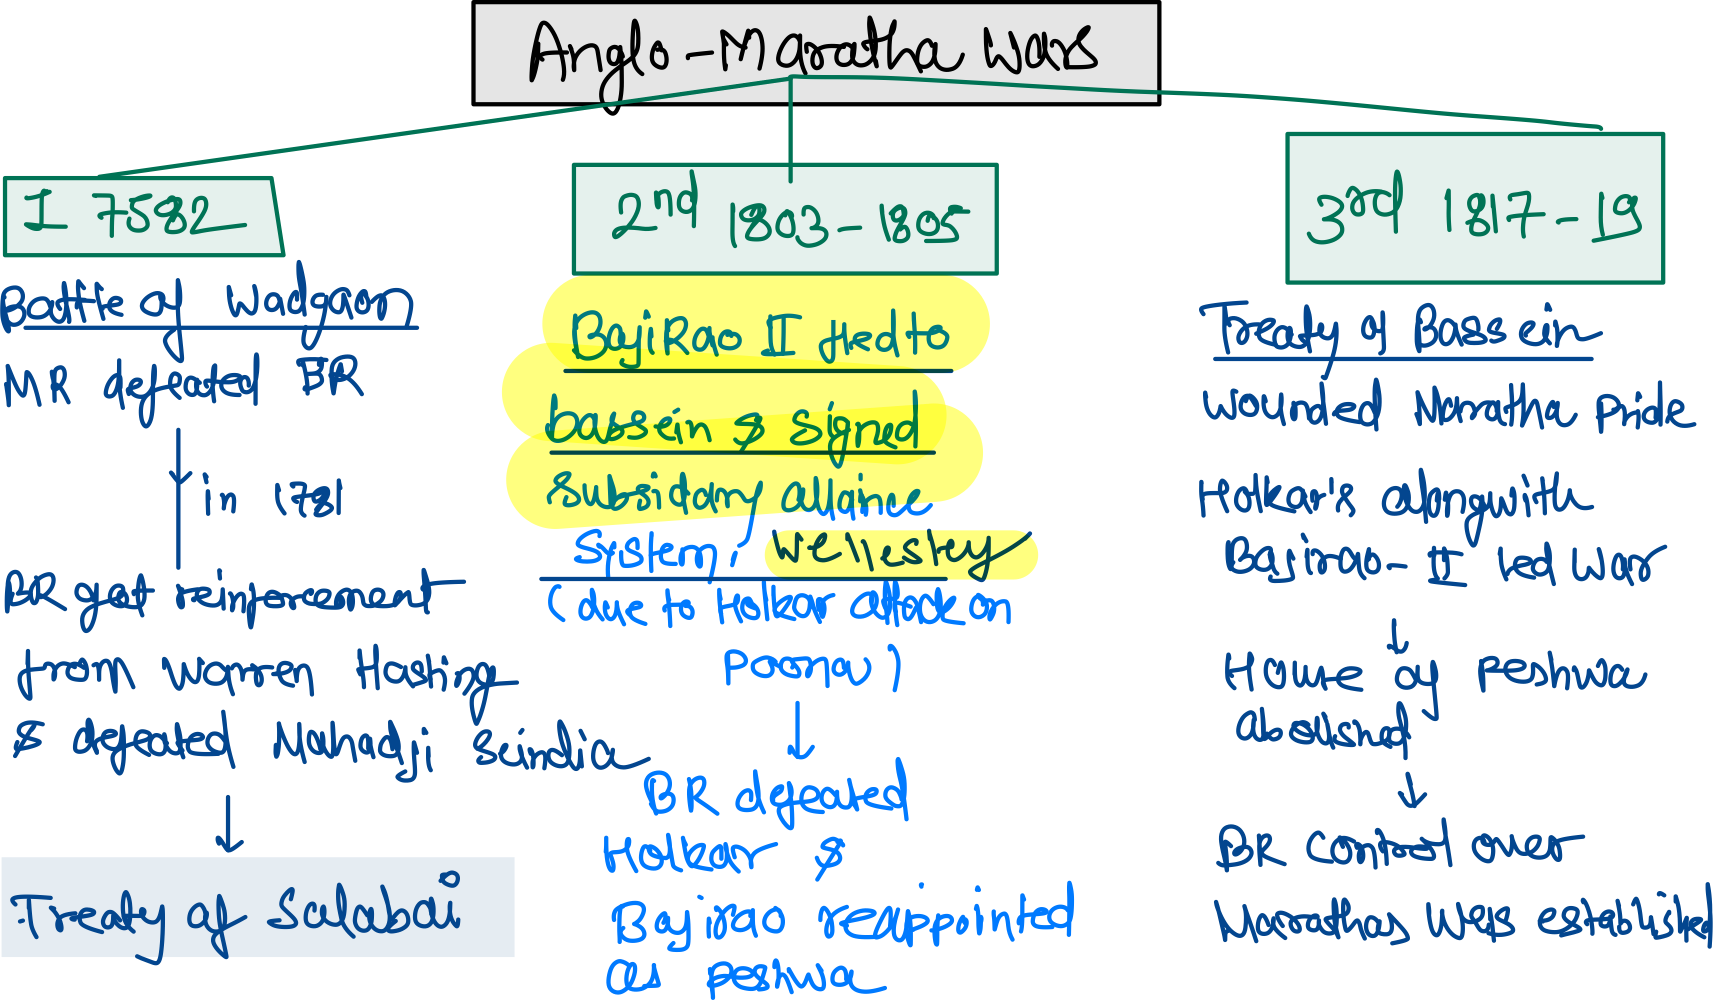 Anglo-Maratha Wars
I 7582
Battle of Wadgaon
MR defeated BR
in 1781
BR got reinforcement
from Warren Hasting
& defeated Mahadji Scindia
Treaty of Salabai
2nd 1803-1805
BajiRao II fled to
bassein & signed
Subsidary allaince
System, Wellesley
(due to Holkar attack on
Poona)
BR defeated
Holkar &
Bajirao reappointed
as peshwa
3rd 1817-19
Treaty of Bassein
wounded Maratha Pride
Holkar's alongwith
Bajirao-II led War
House of Peshwa
abolished
BR control over
Marathas was established